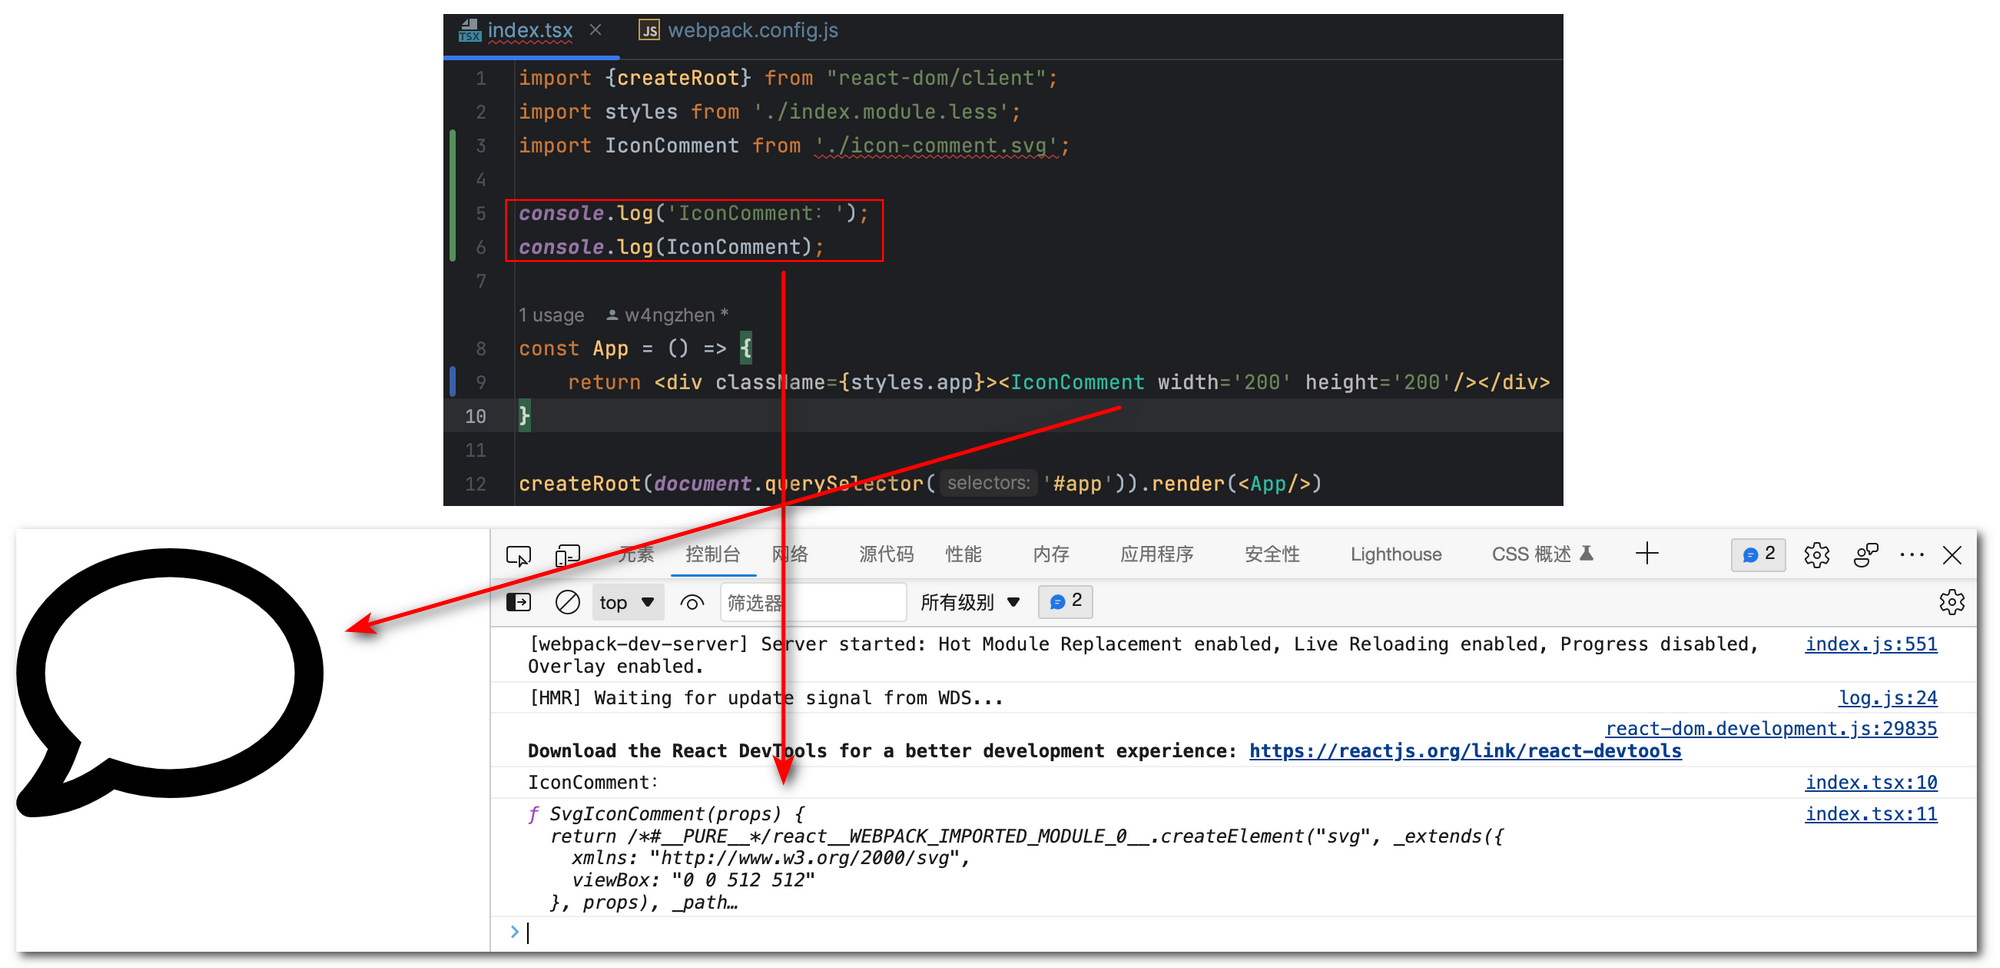 TSX index.tsx × JS webpack.config.js
1 import {createRoot} from "react-dom/client";
2 import styles from './index.module.less';
3 import IconComment from './icon-comment.svg';
4
5 console.log('IconComment: ');
6 console.log(IconComment);
7
1 usage w4ngzhen *
8 const App = () => {
9 return <div className={styles.app}><IconComment width='200' height='200'/></div>
10 }
11
12 createRoot(document.querySelector( selectors: '#app')).render(<App/>)
元素 控制台 网络 源代码 性能 内存 应用程序 安全性 Lighthouse CSS 概述 2
top 筛选器 所有级别 2
[webpack-dev-server] Server started: Hot Module Replacement enabled, Live Reloading enabled, Progress disabled, index.js:551
Overlay enabled.
[HMR] Waiting for update signal from WDS... log.js:24
react-dom.development.js:29835
Download the React DevTools for a better development experience: https://reactjs.org/link/react-devtools
IconComment: index.tsx:10
ƒ SvgIconComment(props) { index.tsx:11
return /*#__PURE__*/react__WEBPACK_IMPORTED_MODULE_0__.createElement("svg", _extends({
xmlns: "http://www.w3.org/2000/svg",
viewBox: "0 0 512 512"
}, props), _path…
>